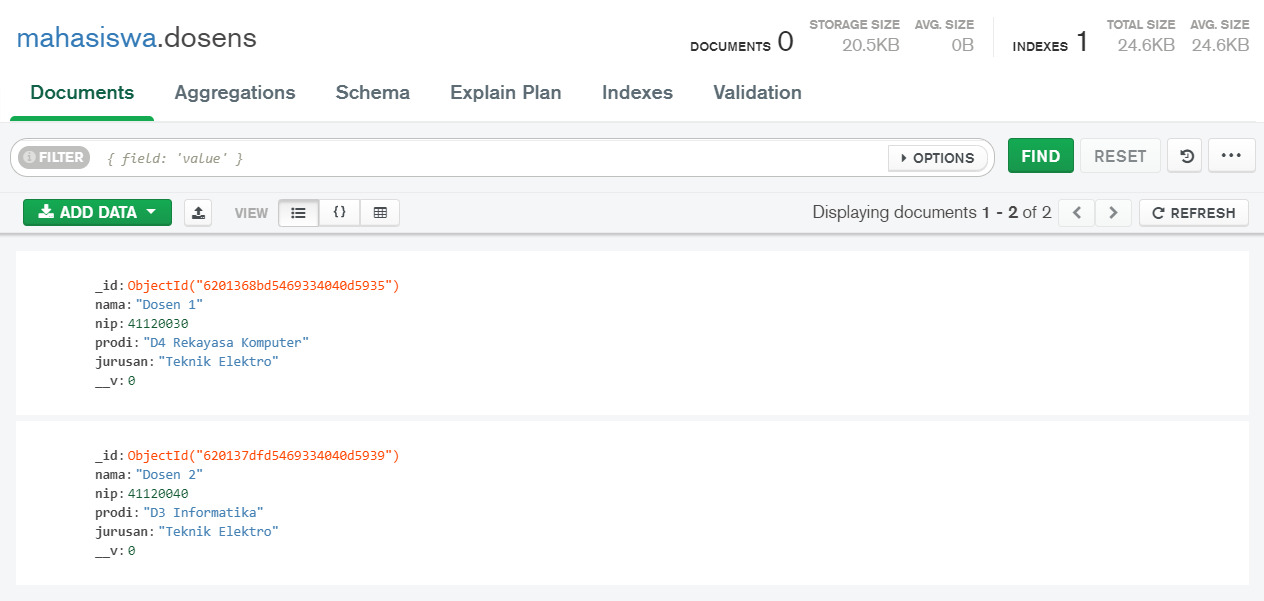 mahasiswa.dosens
DOCUMENTS 0 STORAGE SIZE 20.5KB AVG. SIZE 0B INDEXES 1 TOTAL SIZE 24.6KB AVG. SIZE 24.6KB
Documents Aggregations Schema Explain Plan Indexes Validation
FILTER { field: 'value' } OPTIONS FIND RESET ...
ADD DATA VIEW {} Displaying documents 1 - 2 of 2 REFRESH
_id: ObjectId("6201368bd5469334040d5935")
nama: "Dosen 1"
nip: 41120030
prodi: "D4 Rekayasa Komputer"
jurusan: "Teknik Elektro"
__v: 0
_id: ObjectId("620137dfd5469334040d5939")
nama: "Dosen 2"
nip: 41120040
prodi: "D3 Informatika"
jurusan: "Teknik Elektro"
__v: 0